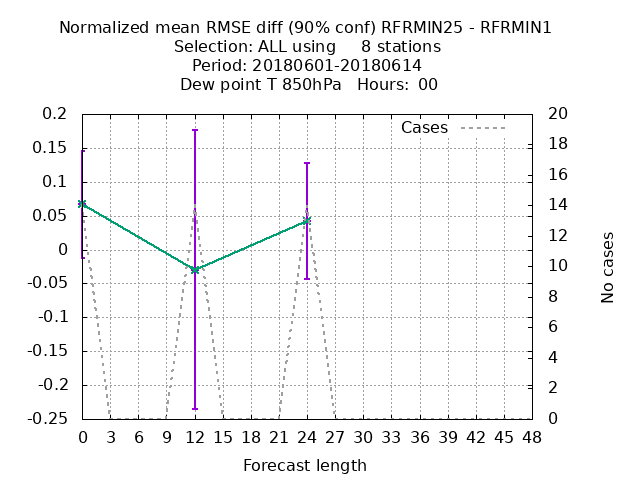 Normalized mean RMSE diff (90% conf) RFRMIN25 - RFRMIN1
Selection: ALL using     8 stations
Period: 20180601-20180614
Dew point T 850hPa   Hours:  00
Cases
0.2
0.15
0.1
0.05
0
-0.05
-0.1
-0.15
-0.2
-0.25
20
18
16
14
12
10
8
6
4
2
0
No cases
0 3 6 9 12 15 18 21 24 27 30 33 36 39 42 45 48
Forecast length